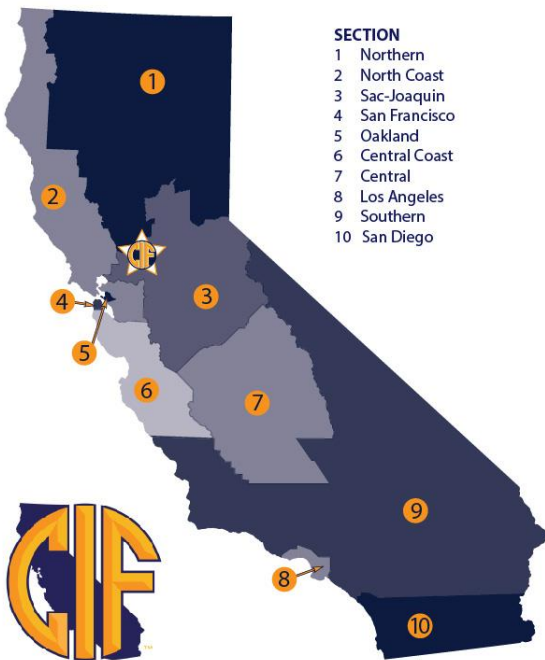 SECTION
1 Northern
2 North Coast
3 Sac-Joaquin
4 San Francisco
5 Oakland
6 Central Coast
7 Central
8 Los Angeles
9 Southern
10 San Diego
1
2
CIF
3
4
5
6
7
9
8
10
CIF
TM